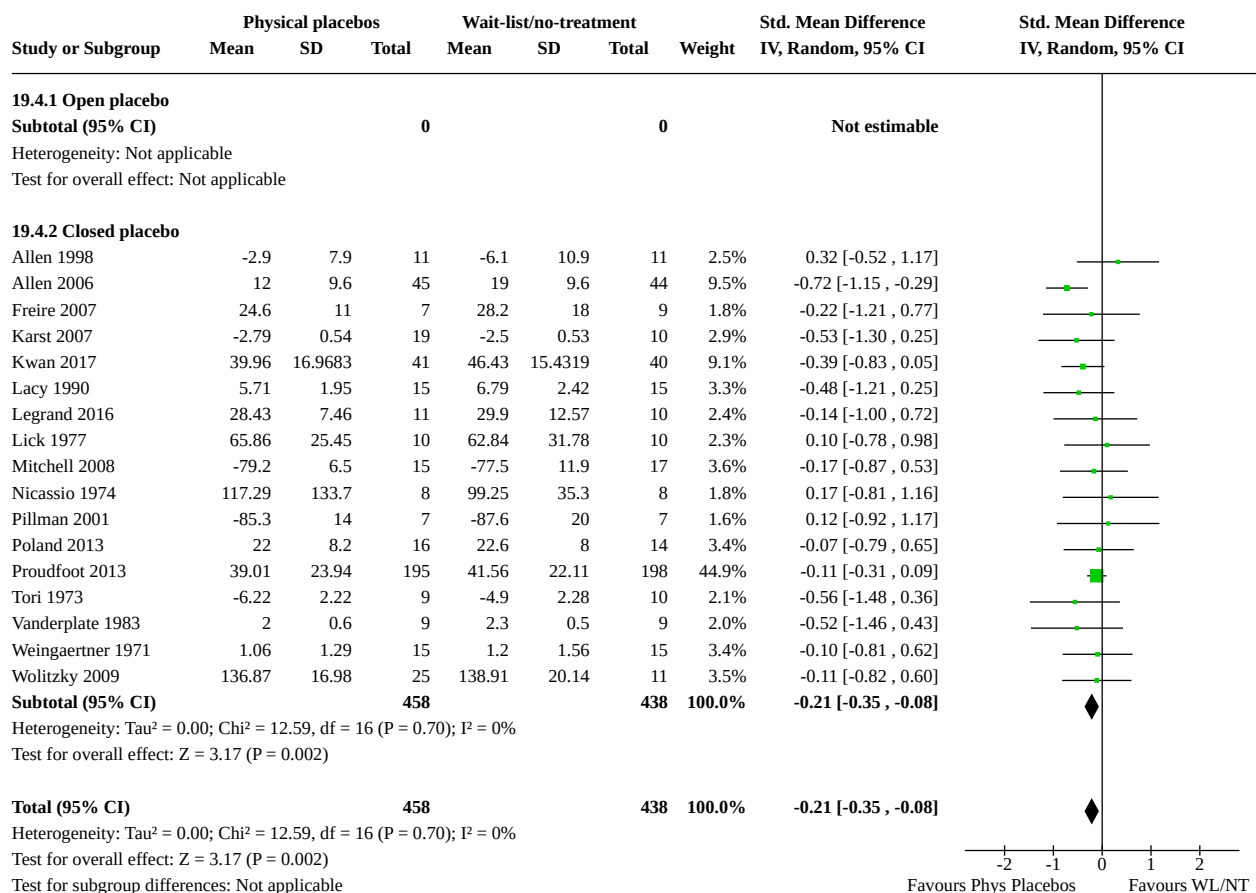 Physical placebos Wait-list/no-treatment Std. Mean Difference Std. Mean Difference
Study or Subgroup Mean SD Total Mean SD Total Weight IV, Random, 95% CI IV, Random, 95% CI
19.4.1 Open placebo
Subtotal (95% CI) 0 0 Not estimable
Heterogeneity: Not applicable
Test for overall effect: Not applicable
19.4.2 Closed placebo
Allen 1998 -2.9 7.9 11 -6.1 10.9 11 2.5% 0.32 [-0.52 , 1.17]
Allen 2006 12 9.6 45 19 9.6 44 9.5% -0.72 [-1.15 , -0.29]
Freire 2007 24.6 11 7 28.2 18 9 1.8% -0.22 [-1.21 , 0.77]
Karst 2007 -2.79 0.54 19 -2.5 0.53 10 2.9% -0.53 [-1.30 , 0.25]
Kwan 2017 39.96 16.9683 41 46.43 15.4319 40 9.1% -0.39 [-0.83 , 0.05]
Lacy 1990 5.71 1.95 15 6.79 2.42 15 3.3% -0.48 [-1.21 , 0.25]
Legrand 2016 28.43 7.46 11 29.9 12.57 10 2.4% -0.14 [-1.00 , 0.72]
Lick 1977 65.86 25.45 10 62.84 31.78 10 2.3% 0.10 [-0.78 , 0.98]
Mitchell 2008 -79.2 6.5 15 -77.5 11.9 17 3.6% -0.17 [-0.87 , 0.53]
Nicassio 1974 117.29 133.7 8 99.25 35.3 8 1.8% 0.17 [-0.81 , 1.16]
Pillman 2001 -85.3 14 7 -87.6 20 7 1.6% 0.12 [-0.92 , 1.17]
Poland 2013 22 8.2 16 22.6 8 14 3.4% -0.07 [-0.79 , 0.65]
Proudfoot 2013 39.01 23.94 195 41.56 22.11 198 44.9% -0.11 [-0.31 , 0.09]
Tori 1973 -6.22 2.22 9 -4.9 2.28 10 2.1% -0.56 [-1.48 , 0.36]
Vanderplate 1983 2 0.6 9 2.3 0.5 9 2.0% -0.52 [-1.46 , 0.43]
Weingaertner 1971 1.06 1.29 15 1.2 1.56 15 3.4% -0.10 [-0.81 , 0.62]
Wolitzky 2009 136.87 16.98 25 138.91 20.14 11 3.5% -0.11 [-0.82 , 0.60]
Subtotal (95% CI) 458 438 100.0% -0.21 [-0.35 , -0.08]
Heterogeneity: Tau² = 0.00; Chi² = 12.59, df = 16 (P = 0.70); I² = 0%
Test for overall effect: Z = 3.17 (P = 0.002)
Total (95% CI) 458 438 100.0% -0.21 [-0.35 , -0.08]
Heterogeneity: Tau² = 0.00; Chi² = 12.59, df = 16 (P = 0.70); I² = 0%
Test for overall effect: Z = 3.17 (P = 0.002) -2 -1 0 1 2
Test for subgroup differences: Not applicable Favours Phys Placebos Favours WL/NT